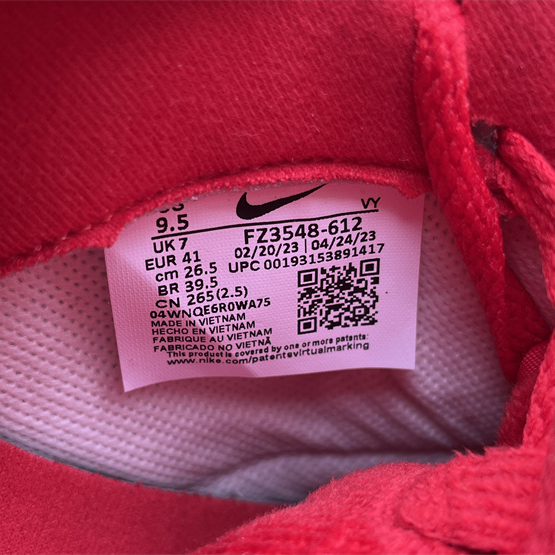 9.5
VY
UK 7
FZ3548-612
EUR 41
02/20/23 | 04/24/23
cm 26.5
UPC 00193153891417
BR 39.5
CN 265(2.5)
04WNQE6R0WA75
MADE IN VIETNAM
HECHO EN VIETNAM
FABRIQUE AU VIETNAM
FABRICADO NO VIETNÃ
This product is covered by one or more patents:
www.nike.com/patentevirtualmarking